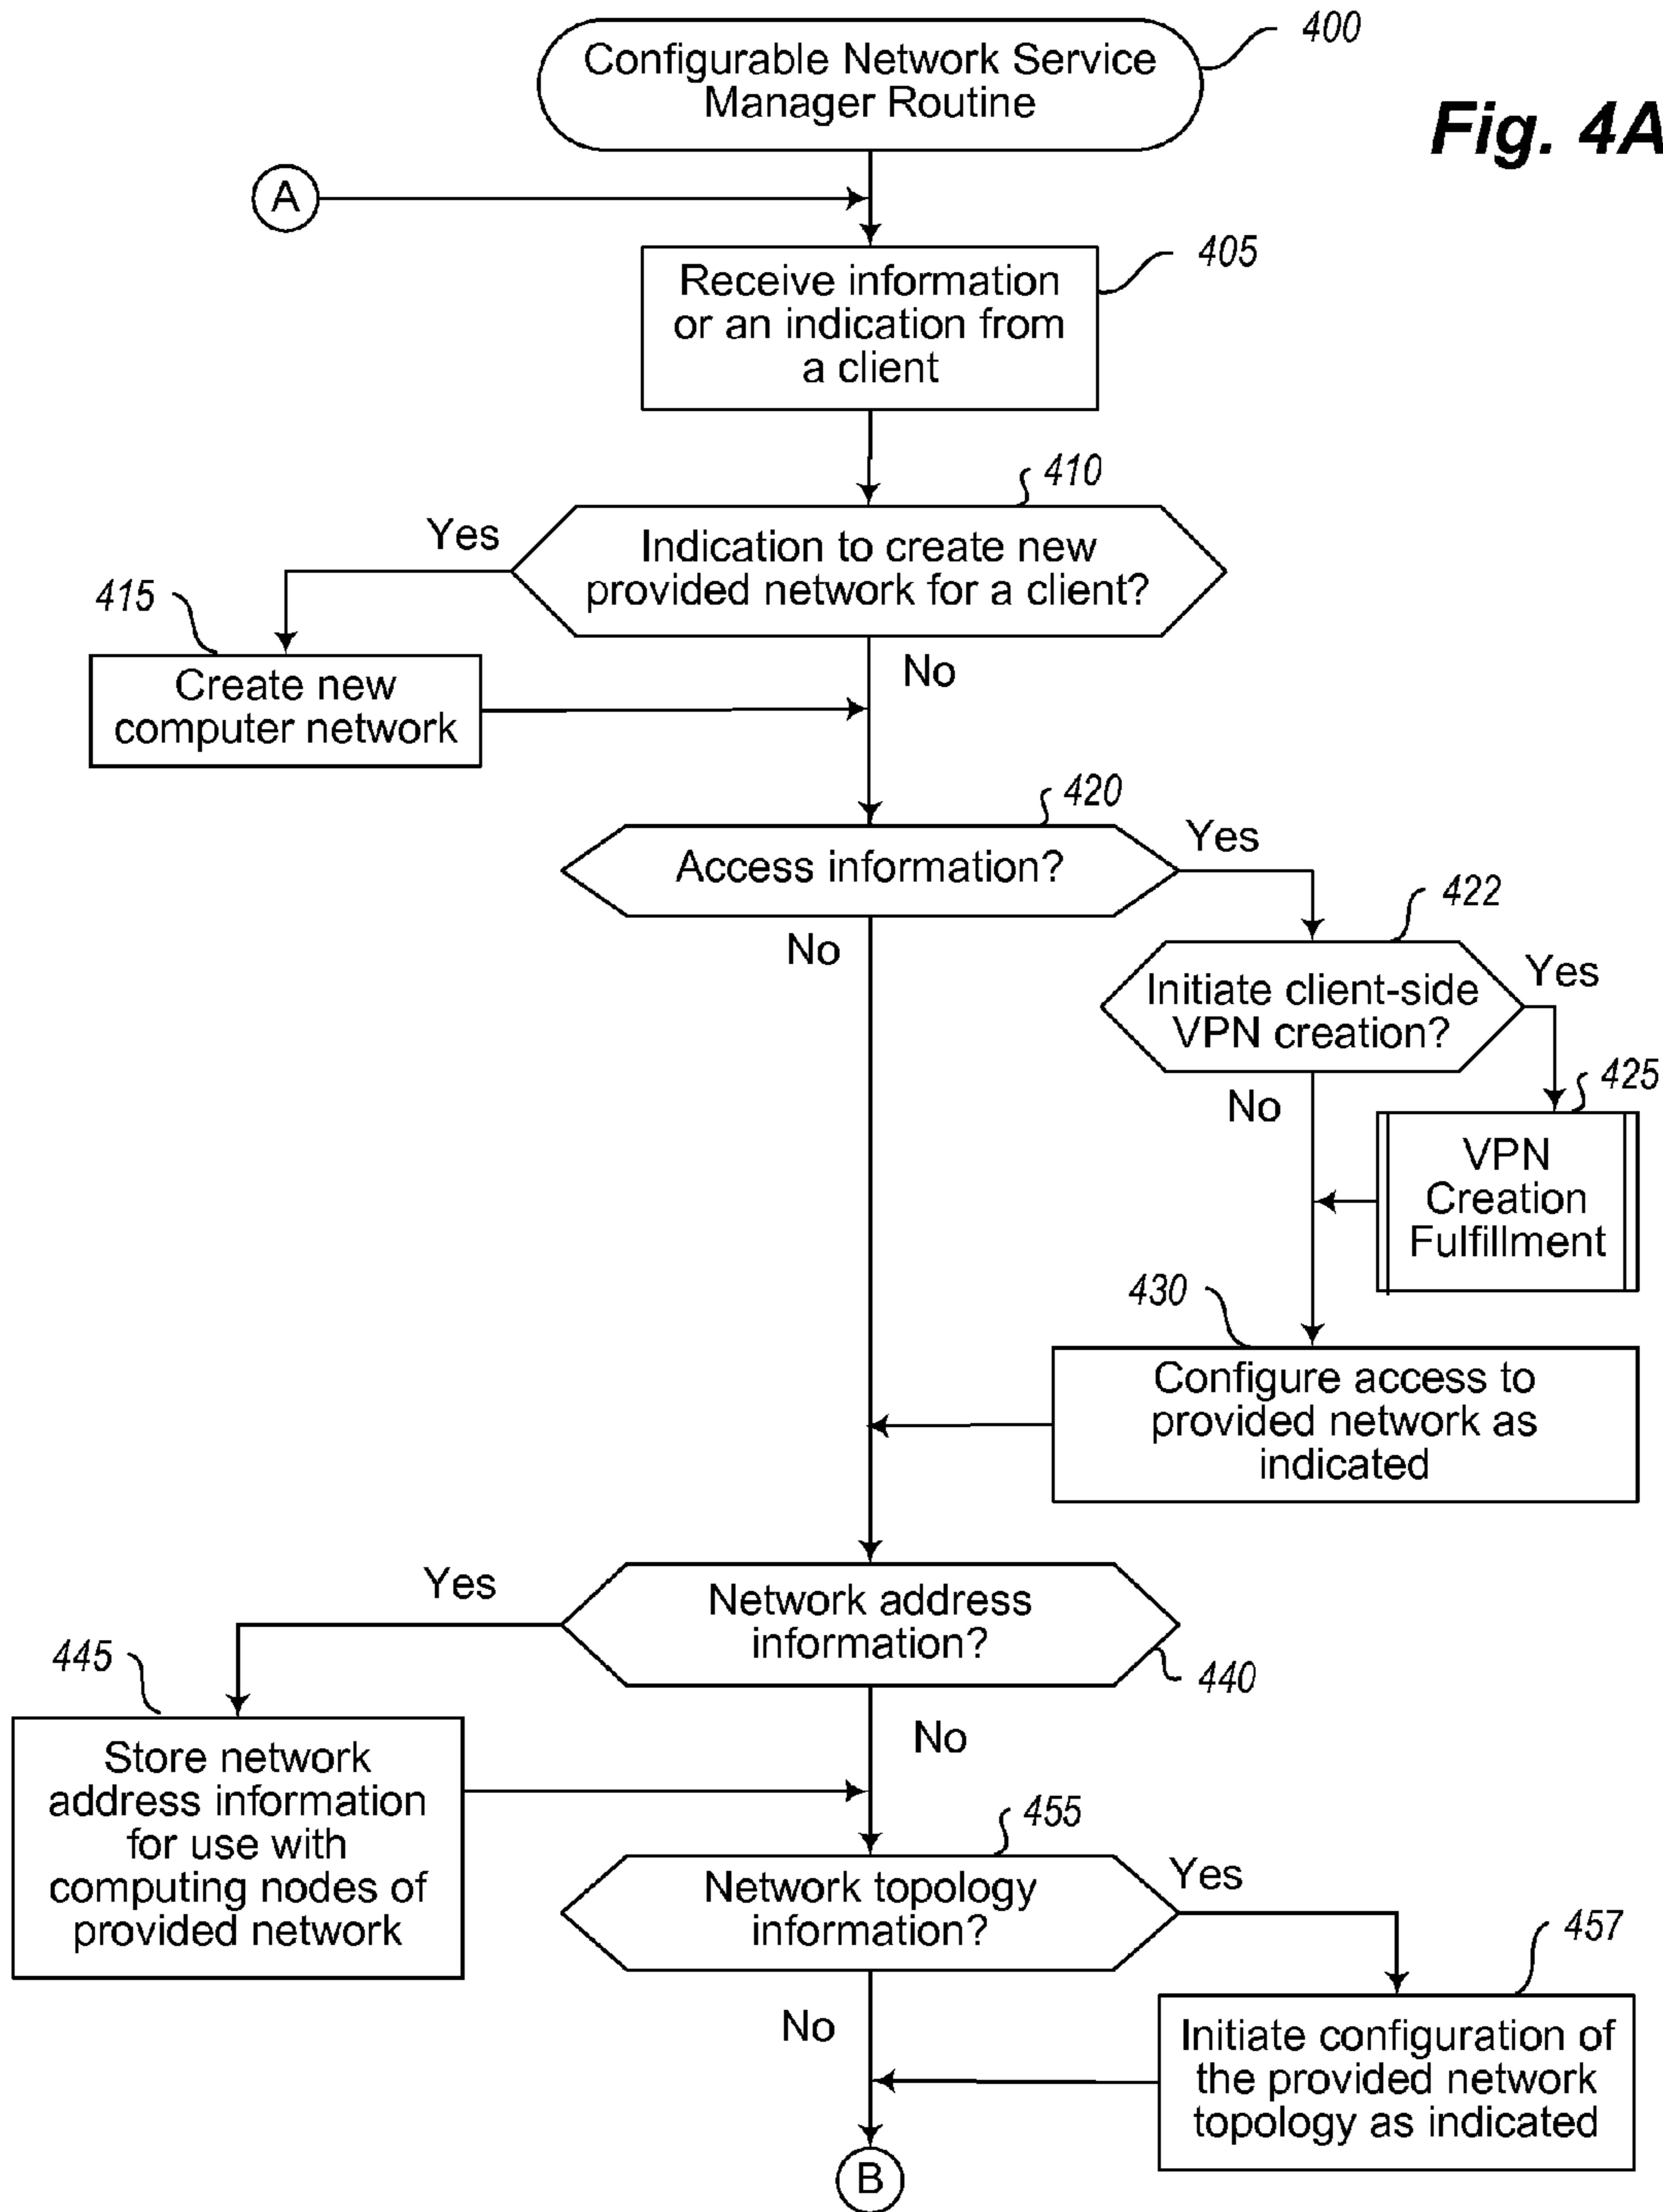 400
Configurable Network Service
Manager Routine
Fig. 4A
A
405
Receive information
or an indication from
a client
410
Yes
Indication to create new
provided network for a client?
415
No
Create new
computer network
420
Yes
Access information?
422
No
Initiate client-side
VPN creation?
Yes
425
No
VPN
Creation
Fulfillment
430
Configure access to
provided network as
indicated
Yes
Network address
information?
445
440
No
Store network
address information
for use with
computing nodes of
provided network
455
Yes
Network topology
information?
457
No
Initiate configuration of
the provided network
topology as indicated
B